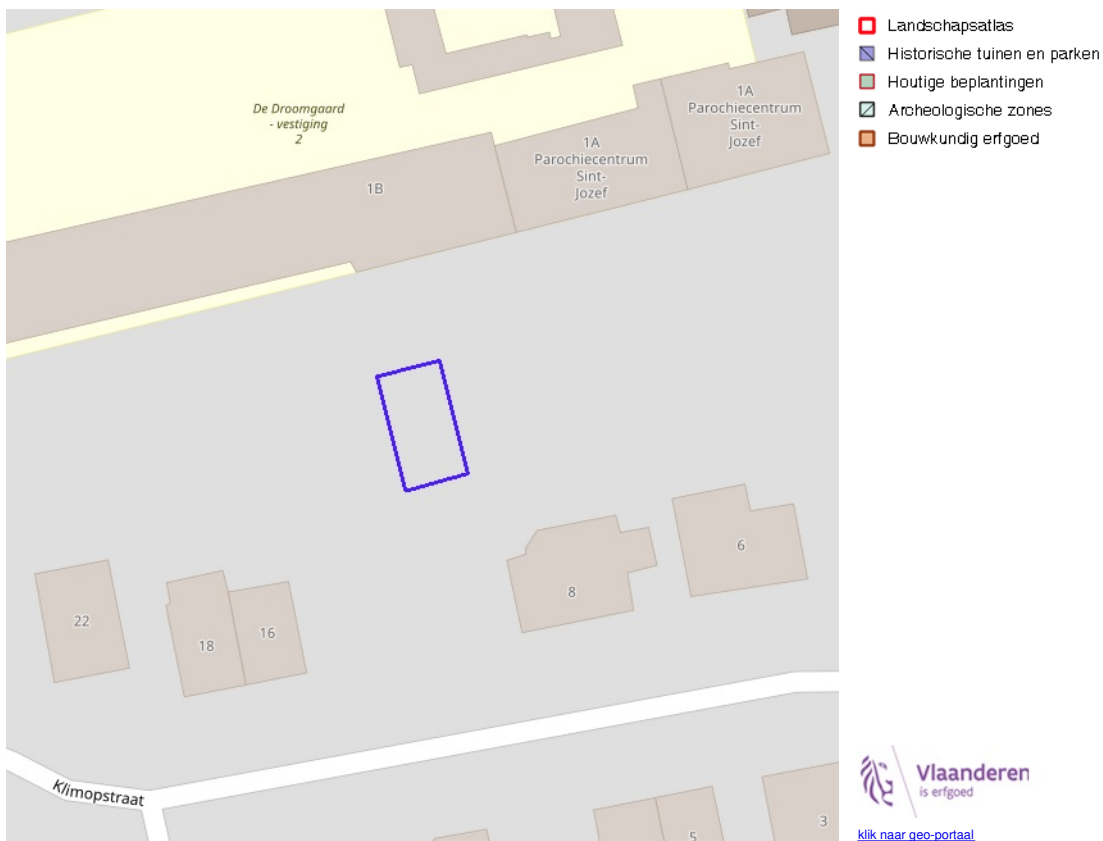 De Droomgaard
- vestiging
2
1A
Parochiecentrum
Sint-
Jozef
1A
Parochiecentrum
Sint-
Jozef
1B
6
8
22
18
16
Klimopstraat
5
3
Landschapsatlas
Historische tuinen en parken
Houtige beplantingen
Archeologische zones
Bouwkundig erfgoed
Vlaanderen
is erfgoed
klik naar geo-portaal